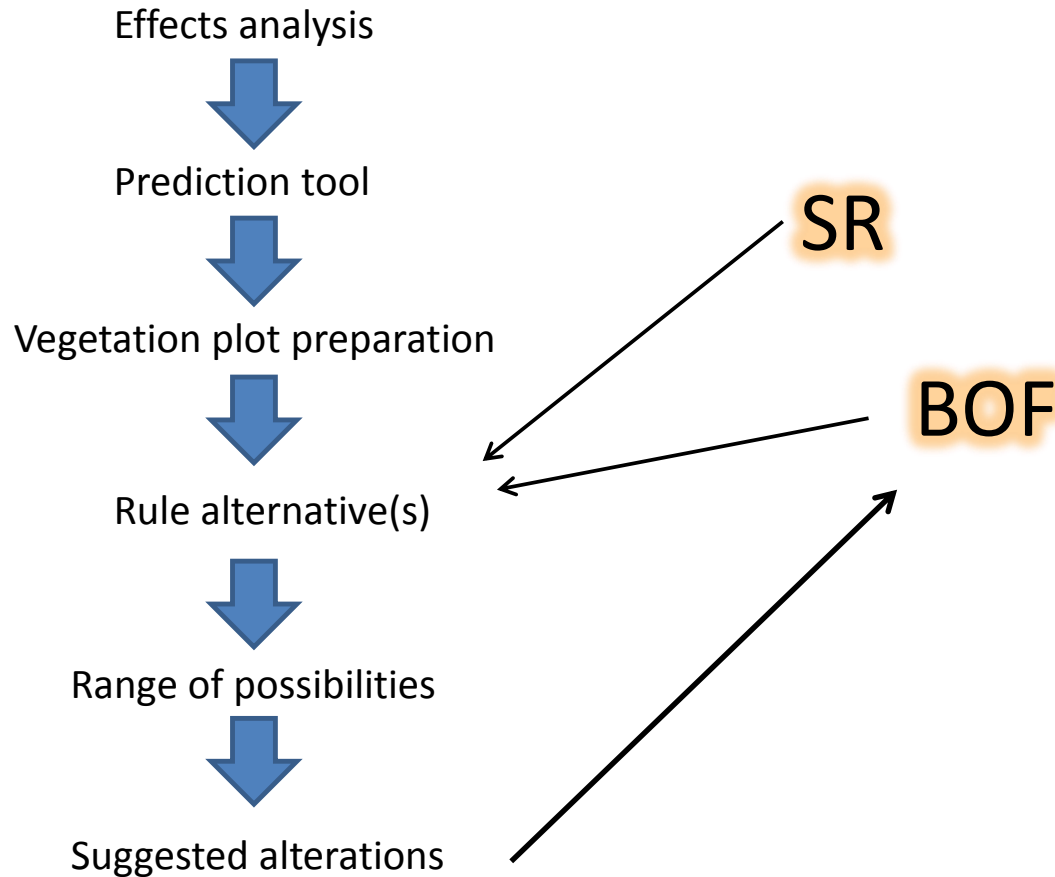 Effects analysis
Prediction tool
SR
Vegetation plot preparation
BOF
Rule alternative(s)
Range of possibilities
Suggested alterations